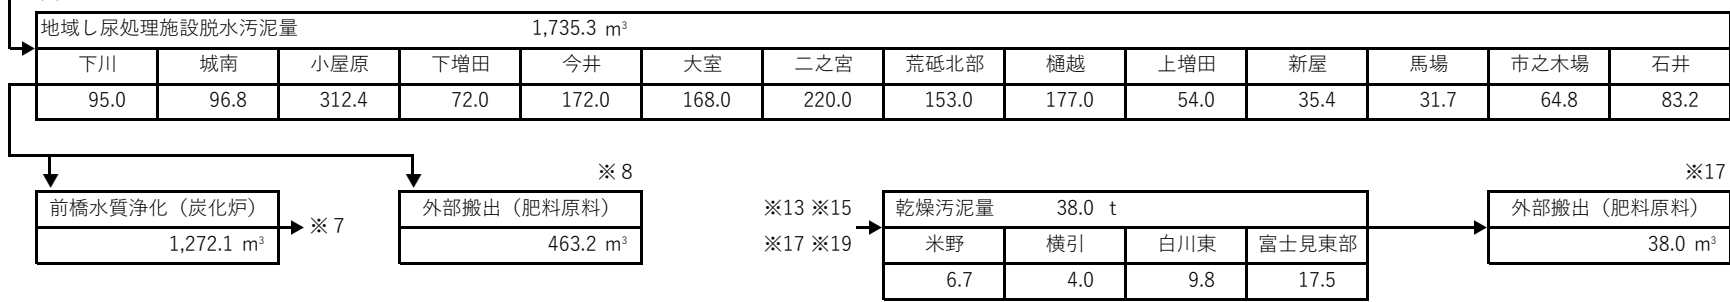 地域し尿処理施設脱水汚泥量 1,735.3 m³
下川 城南 小屋原 下増田 今井 大室 二之宮 荒砥北部 樋越 上増田 新屋 馬場 市之木場 石井
95.0 96.8 312.4 72.0 172.0 168.0 220.0 153.0 177.0 54.0 35.4 31.7 64.8 83.2
※8 ※17
前橋水質浄化（炭化炉） 外部搬出（肥料原料） ※13 ※15 乾燥汚泥量 38.0 t 外部搬出（肥料原料）
※7
1,272.1 m³ 463.2 m³ ※17 ※19 米野 横引 白川東 富士見東部 38.0 m³
6.7 4.0 9.8 17.5